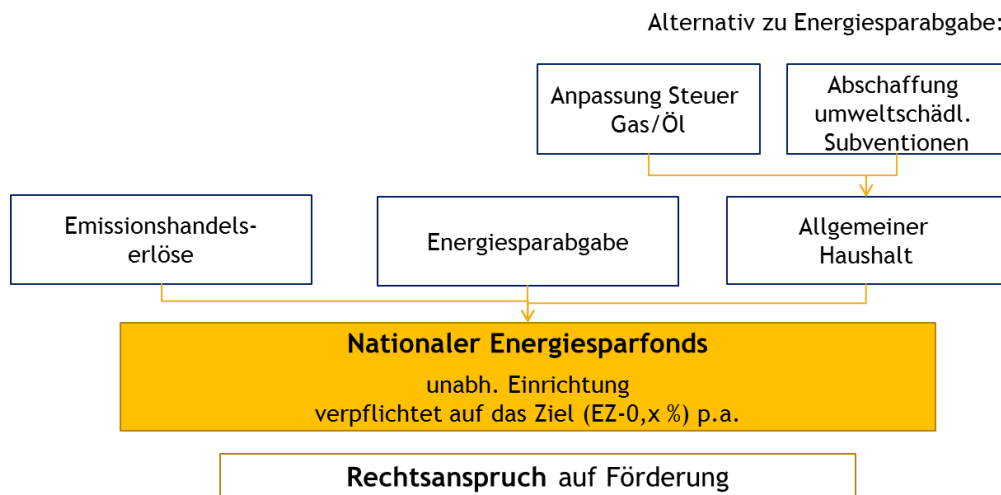 Alternativ zu Energiesparabgabe:
Anpassung Steuer
Gas/Öl
Abschaffung
umweltschädl.
Subventionen
Emissionshandels-
erlöse
Energiesparabgabe
Allgemeiner
Haushalt
Nationaler Energiesparfonds
unabh. Einrichtung
verpflichtet auf das Ziel (EZ-0,x %) p.a.
Rechtsanspruch auf Förderung